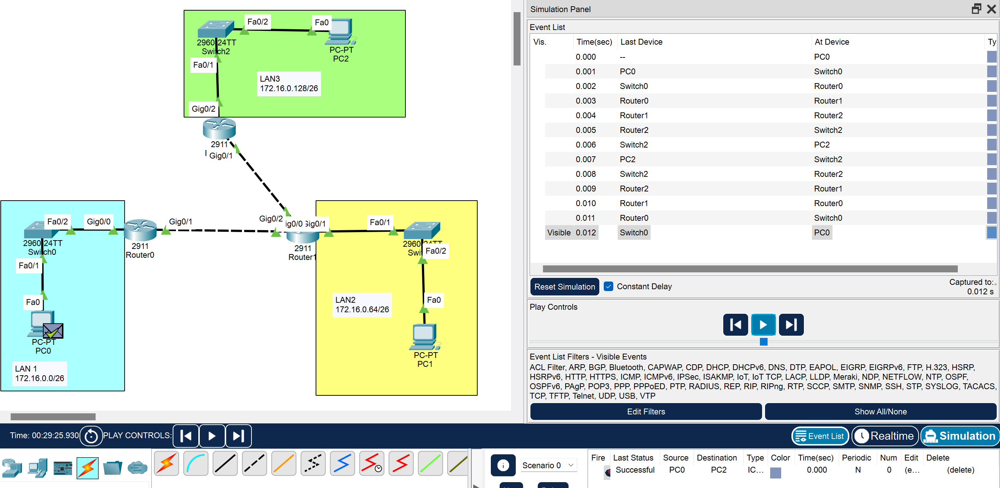 Fa0/2
Fa0
2960-24TT
Switch2
PC-PT
PC2
Fa0/1
LAN3
172.16.0.128/26
Gig0/2
2911
Gig0/1
Fa0/2
Gig0/0
Gig0/1
Gig0/2
ig0/0
Gig0/1
Fa0/1
2960-24TT
Switch0
2911
Router0
2911
Router1
2960-24TT
Swit
Fa0/2
Fa0/1
Fa0
PC-PT
PC0
LAN 1
172.16.0.0/26
LAN2
172.16.0.64/26
Fa0
PC-PT
PC1
Simulation Panel
Event List
Vis. Time(sec) Last Device At Device Ty
0.000 -- PC0
0.001 PC0 Switch0
0.002 Switch0 Router0
0.003 Router0 Router1
0.004 Router1 Router2
0.005 Router2 Switch2
0.006 Switch2 PC2
0.007 PC2 Switch2
0.008 Switch2 Router2
0.009 Router2 Router1
0.010 Router1 Router0
0.011 Router0 Switch0
Visible 0.012 Switch0 PC0
Reset Simulation Constant Delay
Captured to:*
0.012 s
Play Controls
Event List Filters - Visible Events
ACL Filter, ARP, BGP, Bluetooth, CAPWAP, CDP, DHCP, DHCPv6, DNS, DTP, EAPOL, EIGRP, EIGRPv6, FTP, H.323, HSRP,
HSRPv6, HTTP, HTTPS, ICMP, ICMPv6, IPSec, ISAKMP, IoT, IoT TCP, LACP, LLDP, Meraki, NDP, NETFLOW, NTP, OSPF,
OSPFv6, PAgP, POP3, PPP, PPPoED, PTP, RADIUS, REP, RIP, RIPng, RTP, SCCP, SMTP, SNMP, SSH, STP, SYSLOG, TACACS,
TCP, TFTP, Telnet, UDP, USB, VTP
Edit Filters Show All/None
Time: 00:29:25.930 PLAY CONTROLS:
Event List Realtime Simulation
Scenario 0
Fire Last Status Source Destination Type Color Time(sec) Periodic Num Edit Delete
Successful PC0 PC2 IC... 0.000 N 0 (e... (delete)